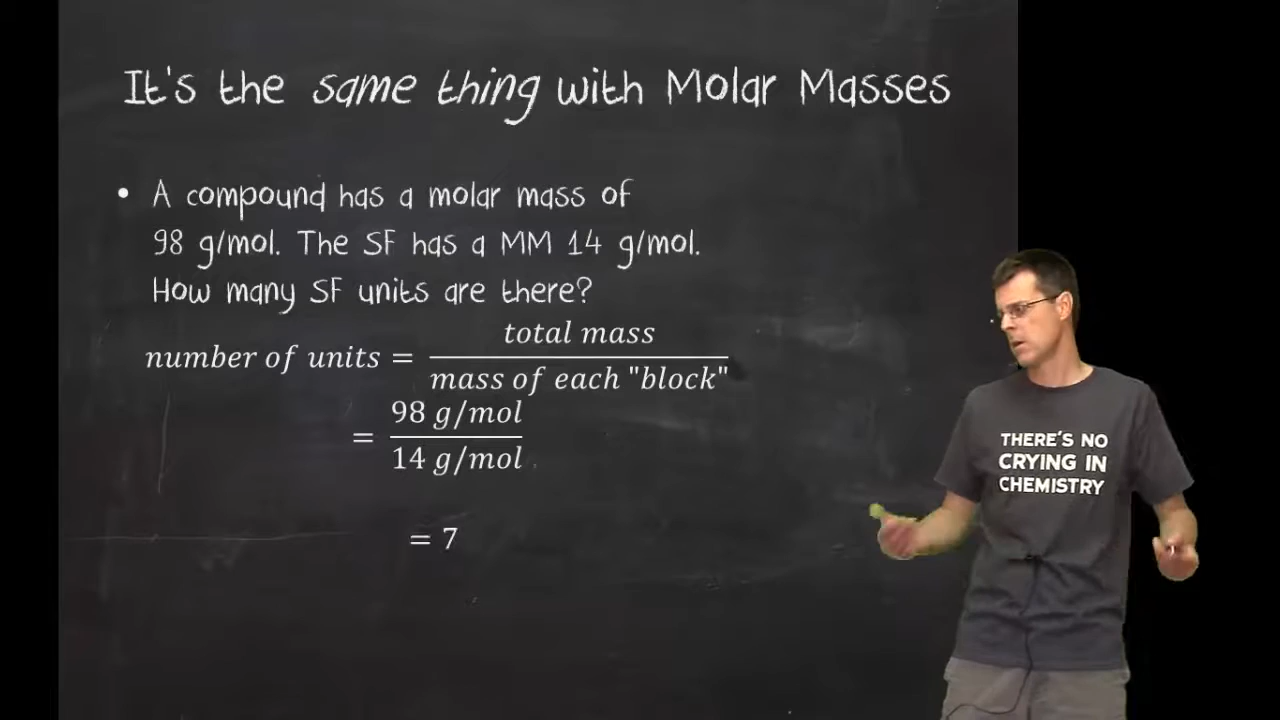 It's the same thing with Molar Masses
• A compound has a molar mass of
98 g/mol. The SF has a MM 14 g/mol.
How many SF units are there?
number of units = total mass / mass of each "block"
= 98 g/mol / 14 g/mol
= 7
THERE'S NO
CRYING IN
CHEMISTRY